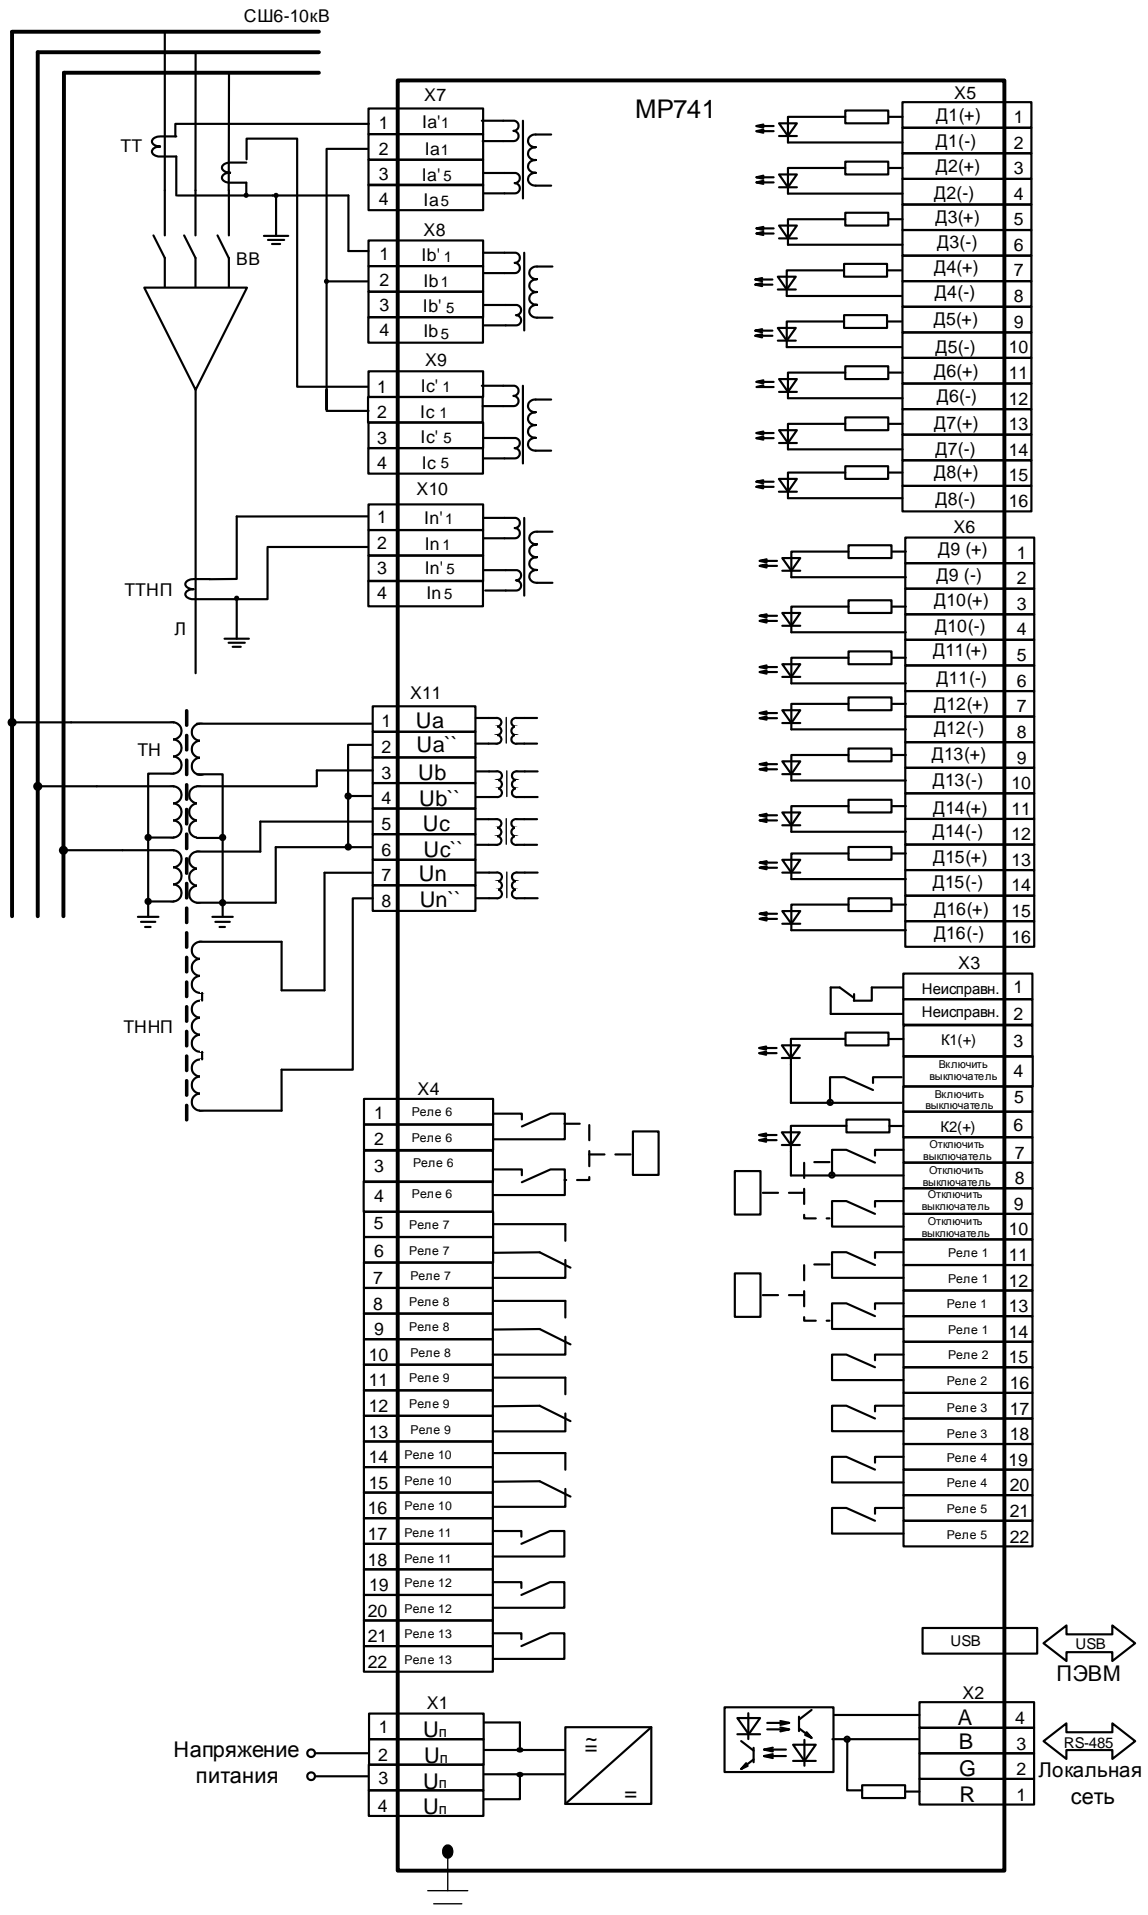 СШ6-10кВ
МР741
ТТ
ВВ
ТТНП
Л
ТН
ТННП
X7
1 Ia'1
2 Ia1
3 Ia'5
4 Ia5
X8
1 Ib'1
2 Ib1
3 Ib'5
4 Ib5
X9
1 Ic'1
2 Ic1
3 Ic'5
4 Ic5
X10
1 In'1
2 In1
3 In'5
4 In5
X11
1 Ua
2 Ua``
3 Ub
4 Ub``
5 Uc
6 Uc``
7 Un
8 Un``
X4
1 Реле 6
2 Реле 6
3 Реле 6
4 Реле 6
5 Реле 7
6 Реле 7
7 Реле 7
8 Реле 8
9 Реле 8
10 Реле 8
11 Реле 9
12 Реле 9
13 Реле 9
14 Реле 10
15 Реле 10
16 Реле 10
17 Реле 11
18 Реле 11
19 Реле 12
20 Реле 12
21 Реле 13
22 Реле 13
X1
1 Uп
2 Uп
3 Uп
4 Uп
Напряжение
питания
≅
=
X5
Д1(+) 1
Д1(-) 2
Д2(+) 3
Д2(-) 4
Д3(+) 5
Д3(-) 6
Д4(+) 7
Д4(-) 8
Д5(+) 9
Д5(-) 10
Д6(+) 11
Д6(-) 12
Д7(+) 13
Д7(-) 14
Д8(+) 15
Д8(-) 16
X6
Д9 (+) 1
Д9 (-) 2
Д10(+) 3
Д10(-) 4
Д11(+) 5
Д11(-) 6
Д12(+) 7
Д12(-) 8
Д13(+) 9
Д13(-) 10
Д14(+) 11
Д14(-) 12
Д15(+) 13
Д15(-) 14
Д16(+) 15
Д16(-) 16
X3
Неисправн. 1
Неисправн. 2
К1(+) 3
Включить
выключатель 4
Включить
выключатель 5
К2(+) 6
Отключить
выключатель 7
Отключить
выключатель 8
Отключить
выключатель 9
Отключить
выключатель 10
Реле 1 11
Реле 1 12
Реле 1 13
Реле 1 14
Реле 2 15
Реле 2 16
Реле 3 17
Реле 3 18
Реле 4 19
Реле 4 20
Реле 5 21
Реле 5 22
USB
USB
ПЭВМ
X2
A 4
B 3
G 2
R 1
RS-485
Локальная
сеть